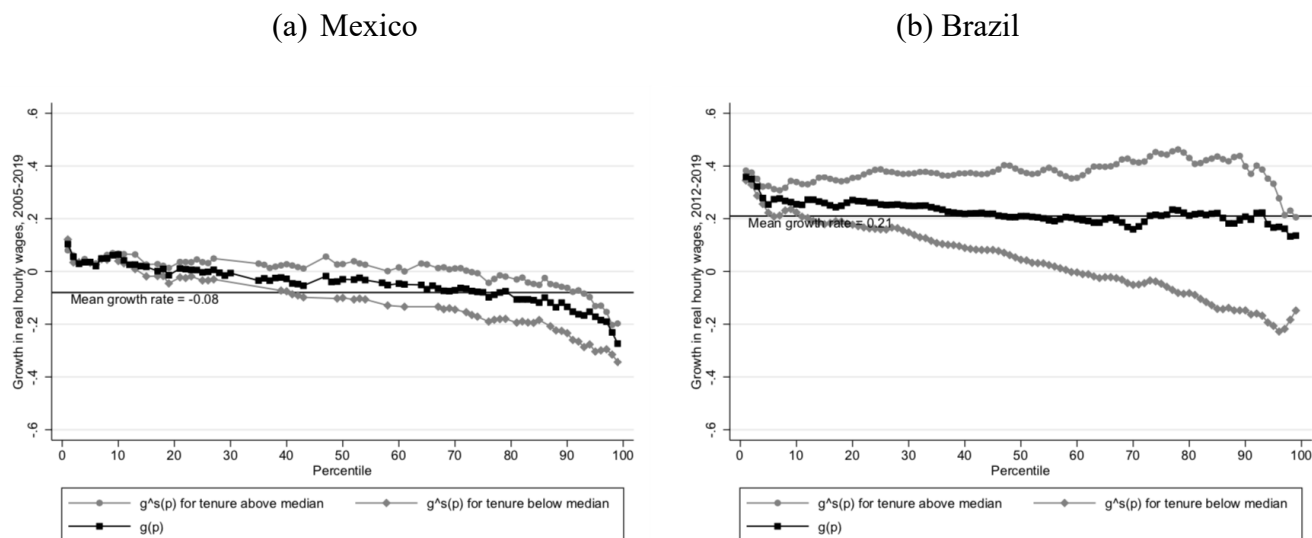 (a) Mexico
Growth in real hourly wages, 2005-2019
.6
.4
.2
0
-.2
-.4
-.6
Mean growth rate = -0.08
0 10 20 30 40 50 60 70 80 90 100
Percentile
g^s(p) for tenure above median
g^s(p) for tenure below median
g(p)
(b) Brazil
Growth in real hourly wages, 2012-2019
.6
.4
.2
0
-.2
-.4
-.6
Mean growth rate = 0.21
0 10 20 30 40 50 60 70 80 90 100
Percentile
g^s(p) for tenure above median
g^s(p) for tenure below median
g(p)